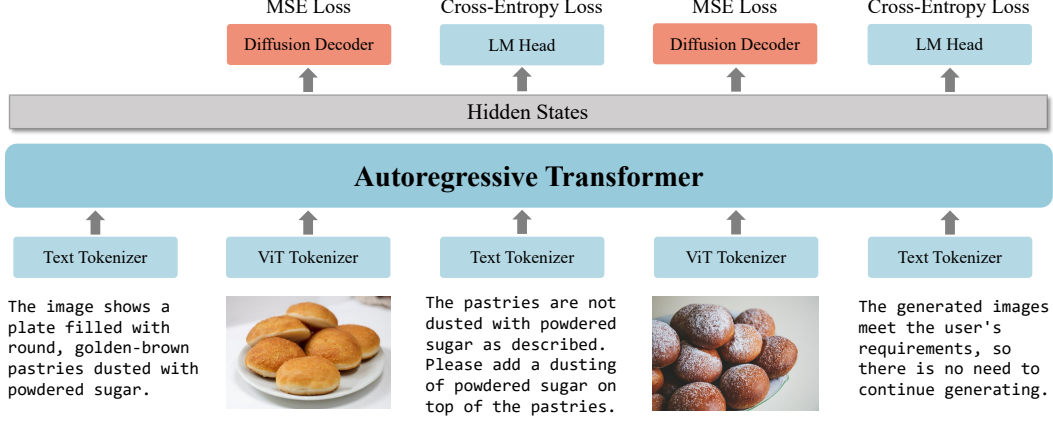 MSE Loss Cross-Entropy Loss MSE Loss Cross-Entropy Loss
Diffusion Decoder LM Head Diffusion Decoder LM Head
Hidden States
Autoregressive Transformer
Text Tokenizer ViT Tokenizer Text Tokenizer ViT Tokenizer Text Tokenizer
The image shows a
plate filled with
round, golden-brown
pastries dusted with
powdered sugar.
The pastries are not
dusted with powdered
sugar as described.
Please add a dusting
of powdered sugar on
top of the pastries.
The generated images
meet the user's
requirements, so
there is no need to
continue generating.